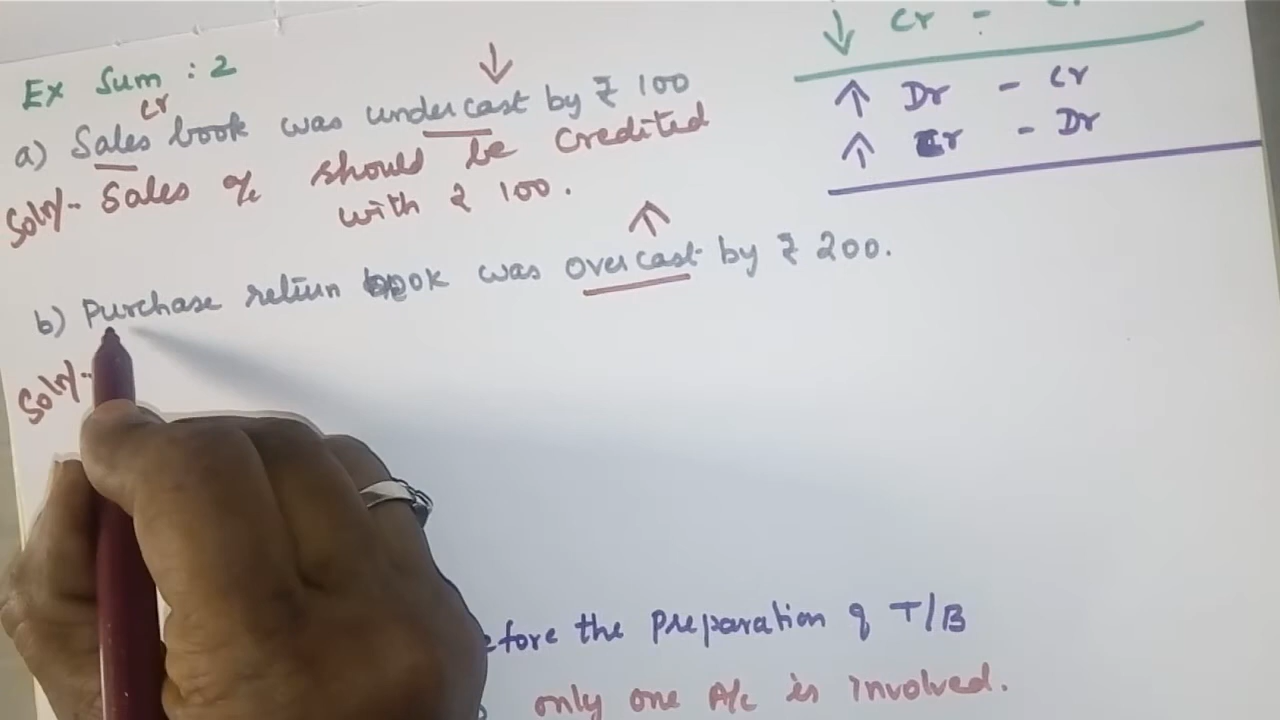 ↓ Cr -
Ex Sum : 2
↑ Dr - Cr
↑ Cr - Dr
↓
Cr
a) Sales book was undercast by ₹ 100
Soln/- Sales a/c should be Credited
with ₹ 100.
↑
b) Purchase return book was overcast by ₹ 200.
Soln/-
efore the preparation of T/B
only one A/c is involved.